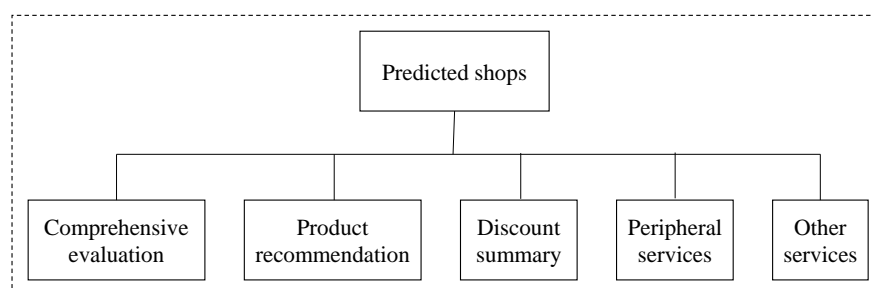 Predicted shops
Comprehensive
evaluation
Product
recommendation
Discount
summary
Peripheral
services
Other
services